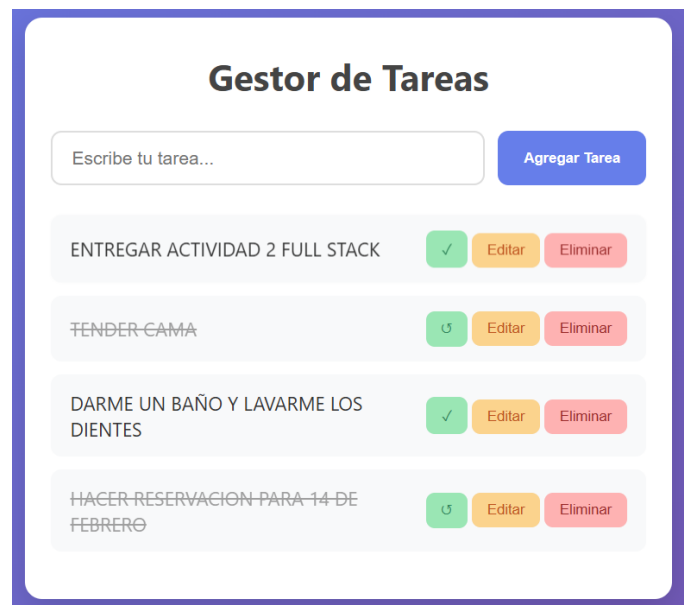 Gestor de Tareas
Escribe tu tarea...
Agregar Tarea
ENTREGAR ACTIVIDAD 2 FULL STACK
✓ Editar Eliminar
TENDER CAMA
↺ Editar Eliminar
DARME UN BAÑO Y LAVARME LOS
DIENTES
✓ Editar Eliminar
HACER RESERVACION PARA 14 DE
FEBRERO
↺ Editar Eliminar